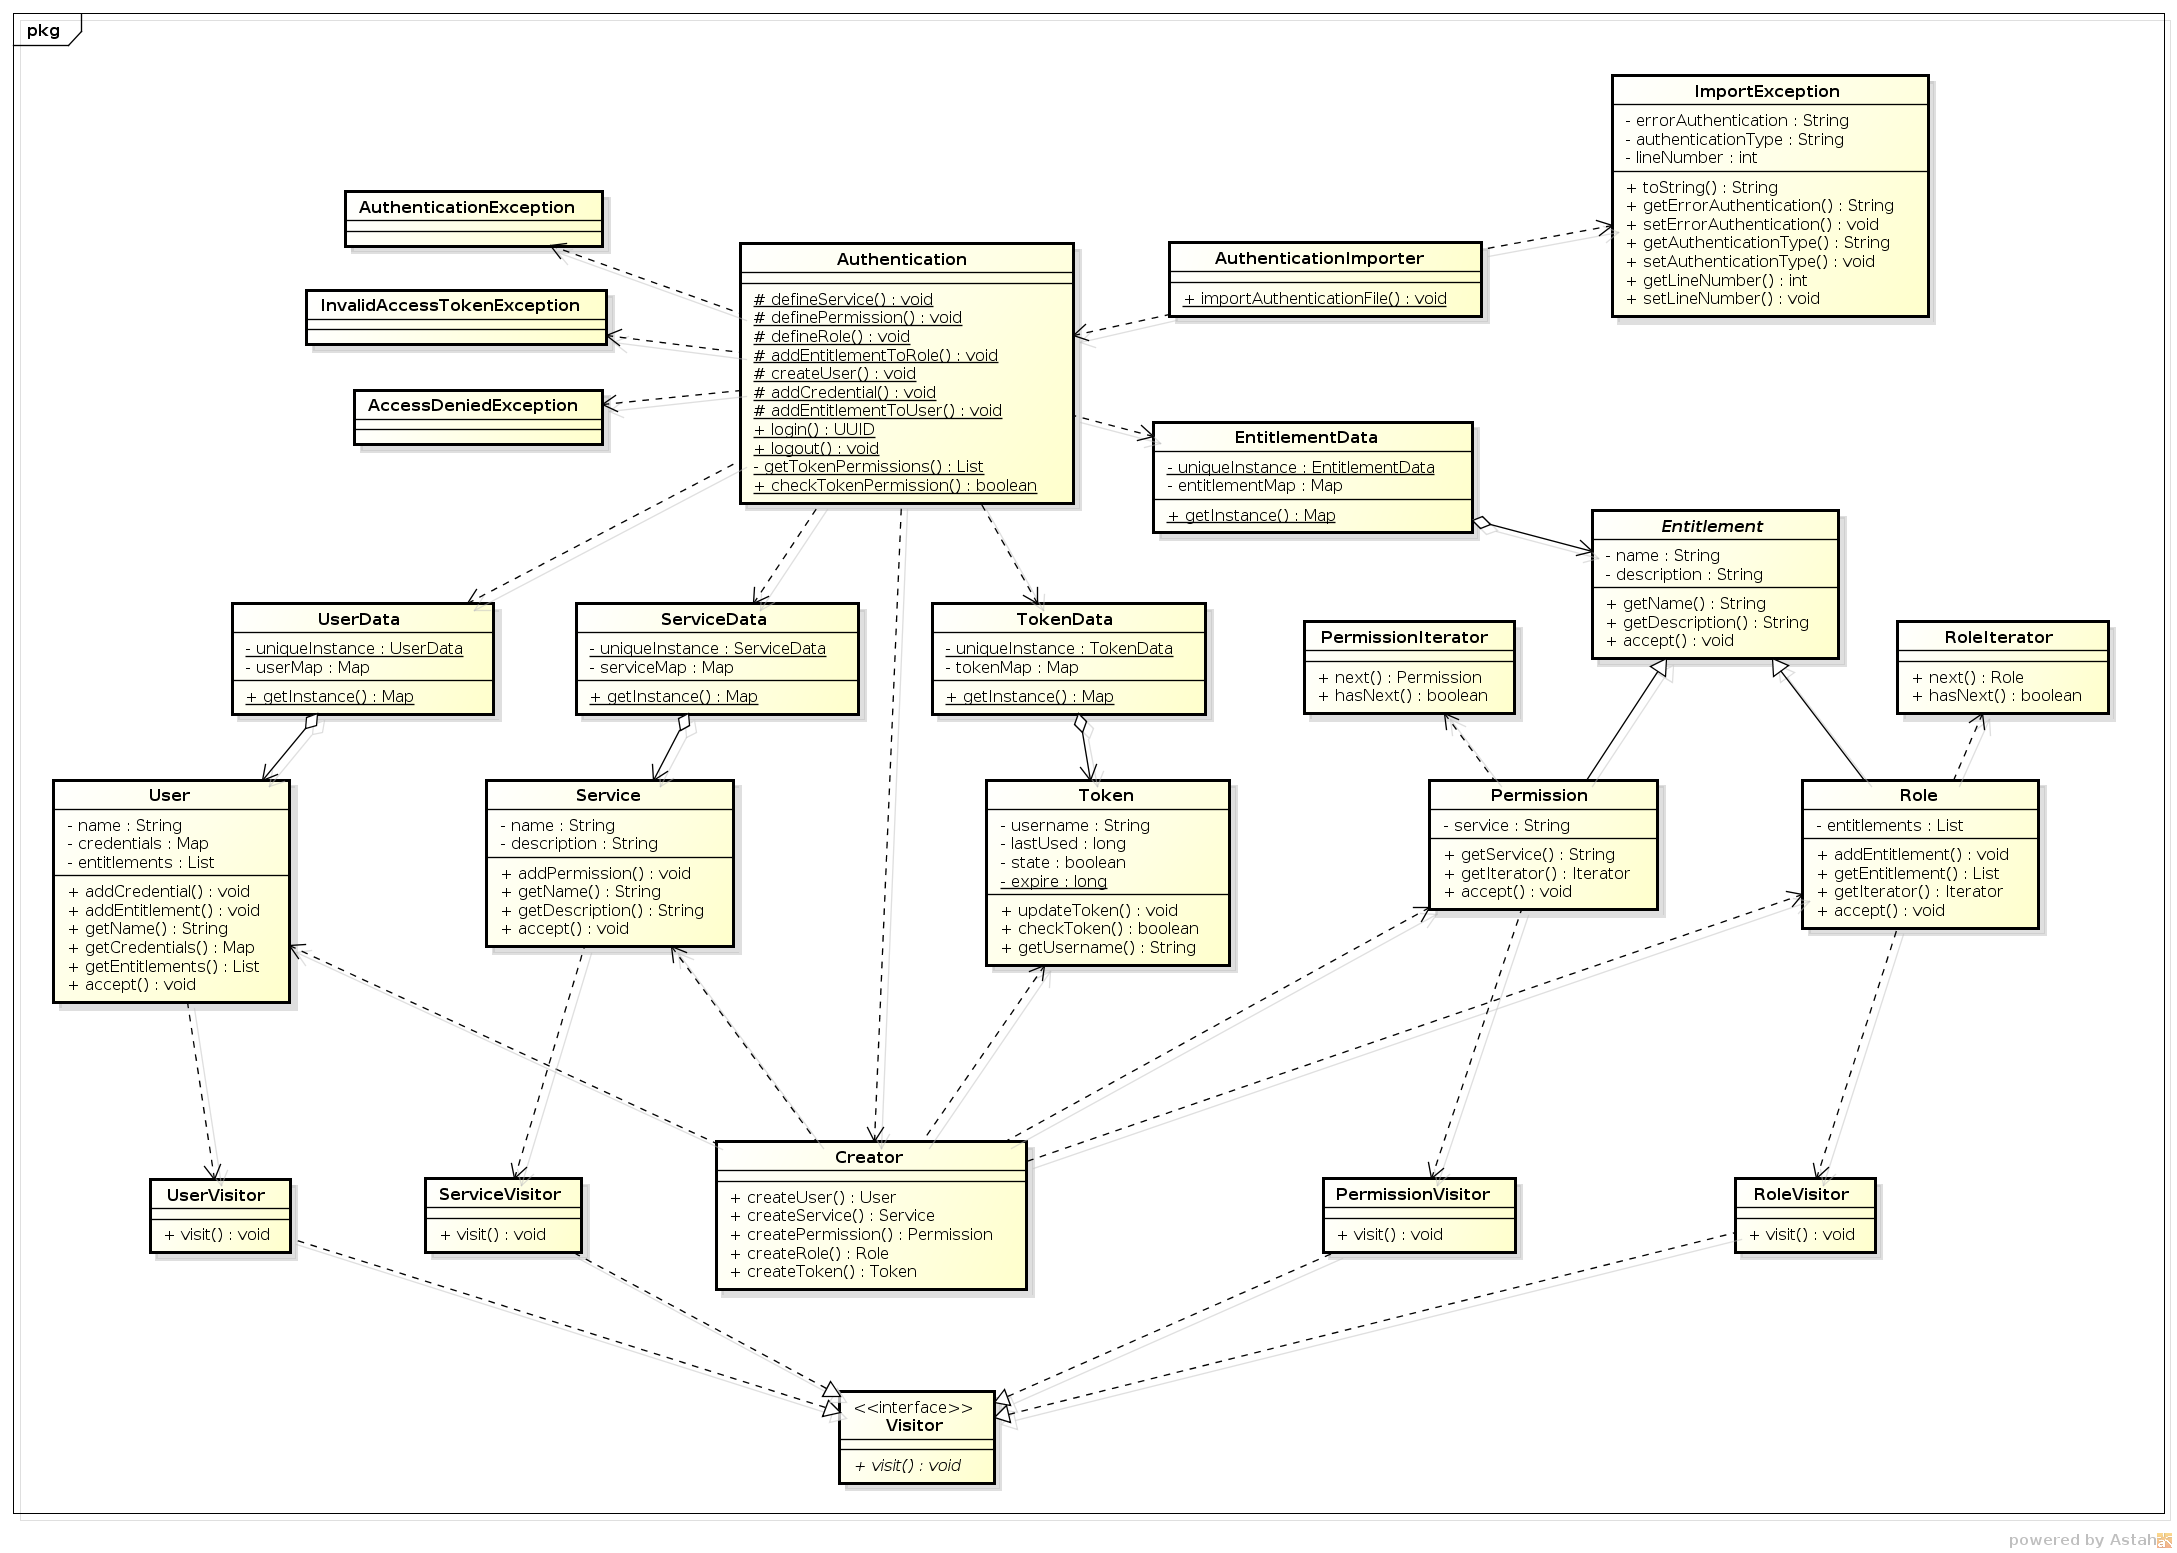 pkg
ImportException
- errorAuthentication : String
- authenticationType : String
- lineNumber : int
+ toString() : String
+ getErrorAuthentication() : String
+ setErrorAuthentication() : void
+ getAuthenticationType() : String
+ setAuthenticationType() : void
+ getLineNumber() : int
+ setLineNumber() : void
AuthenticationException
InvalidAccessTokenException
AccessDeniedException
Authentication
# defineService() : void
# definePermission() : void
# defineRole() : void
# addEntitlementToRole() : void
# createUser() : void
# addCredential() : void
# addEntitlementToUser() : void
+ login() : UUID
+ logout() : void
- getTokenPermissions() : List
+ checkTokenPermission() : boolean
AuthenticationImporter
+ importAuthenticationFile() : void
EntitlementData
- uniqueInstance : EntitlementData
- entitlementMap : Map
+ getInstance() : Map
Entitlement
- name : String
- description : String
+ getName() : String
+ getDescription() : String
+ accept() : void
UserData
- uniqueInstance : UserData
- userMap : Map
+ getInstance() : Map
ServiceData
- uniqueInstance : ServiceData
- serviceMap : Map
+ getInstance() : Map
TokenData
- uniqueInstance : TokenData
- tokenMap : Map
+ getInstance() : Map
PermissionIterator
+ next() : Permission
+ hasNext() : boolean
RoleIterator
+ next() : Role
+ hasNext() : boolean
User
- name : String
- credentials : Map
- entitlements : List
+ addCredential() : void
+ addEntitlement() : void
+ getName() : String
+ getCredentials() : Map
+ getEntitlements() : List
+ accept() : void
Service
- name : String
- description : String
+ addPermission() : void
+ getName() : String
+ getDescription() : String
+ accept() : void
Token
- username : String
- lastUsed : long
- state : boolean
- expire : long
+ updateToken() : void
+ checkToken() : boolean
+ getUsername() : String
Permission
- service : String
+ getService() : String
+ getIterator() : Iterator
+ accept() : void
Role
- entitlements : List
+ addEntitlement() : void
+ getEntitlement() : List
+ getIterator() : Iterator
+ accept() : void
UserVisitor
+ visit() : void
ServiceVisitor
+ visit() : void
Creator
+ createUser() : User
+ createService() : Service
+ createPermission() : Permission
+ createRole() : Role
+ createToken() : Token
PermissionVisitor
+ visit() : void
RoleVisitor
+ visit() : void
<<interface>>
Visitor
+ visit() : void
powered by Astah